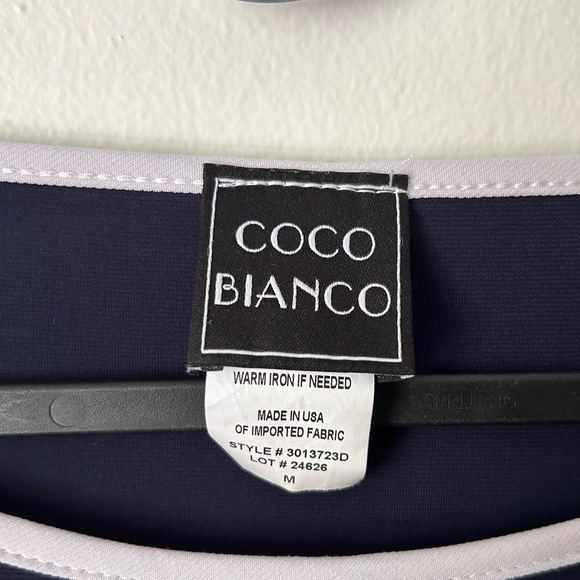 COCO
BIANCO
WARM IRON IF NEEDED
MADE IN USA
OF IMPORTED FABRIC
STYLE # 3013723D
LOT # 24626
M